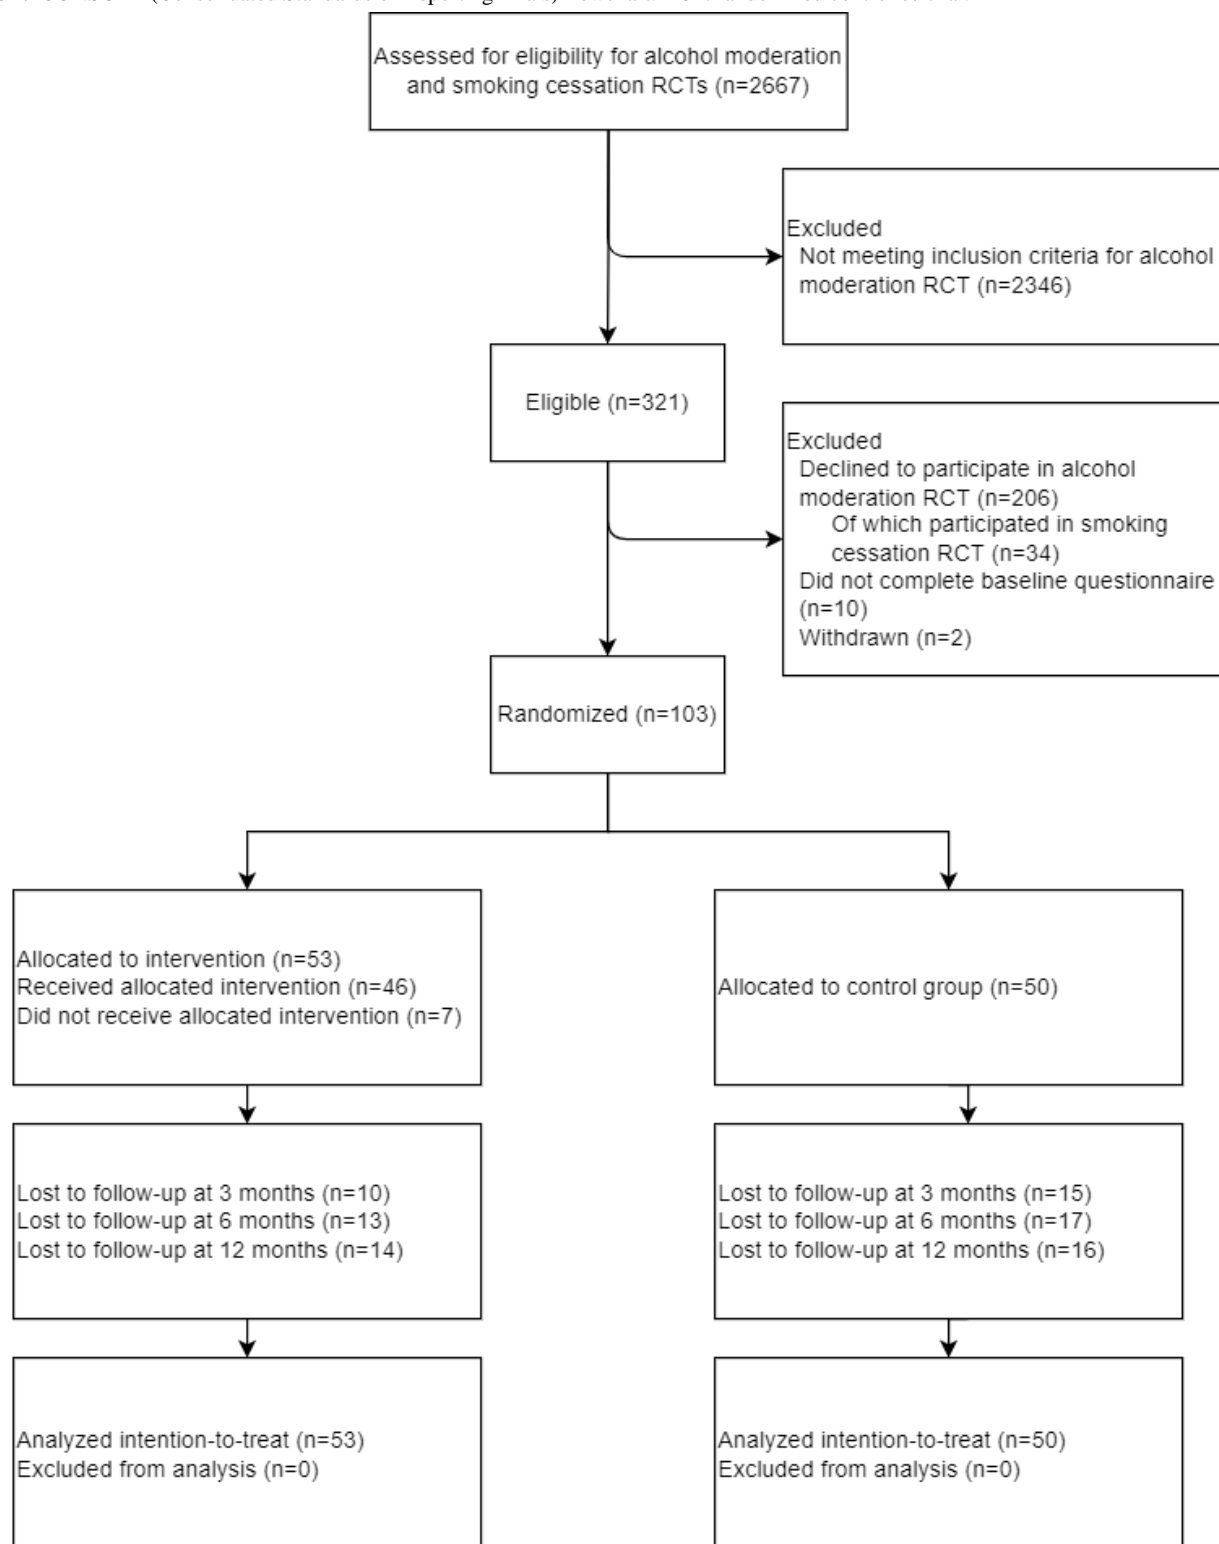 Assessed for eligibility for alcohol moderation
and smoking cessation RCTs (n=2667)
Excluded
Not meeting inclusion criteria for alcohol
moderation RCT (n=2346)
Eligible (n=321)
Excluded
Declined to participate in alcohol
moderation RCT (n=206)
Of which participated in smoking
cessation RCT (n=34)
Did not complete baseline questionnaire
(n=10)
Withdrawn (n=2)
Randomized (n=103)
Allocated to intervention (n=53)
Received allocated intervention (n=46)
Did not receive allocated intervention (n=7)
Allocated to control group (n=50)
Lost to follow-up at 3 months (n=10)
Lost to follow-up at 6 months (n=13)
Lost to follow-up at 12 months (n=14)
Lost to follow-up at 3 months (n=15)
Lost to follow-up at 6 months (n=17)
Lost to follow-up at 12 months (n=16)
Analyzed intention-to-treat (n=53)
Excluded from analysis (n=0)
Analyzed intention-to-treat (n=50)
Excluded from analysis (n=0)